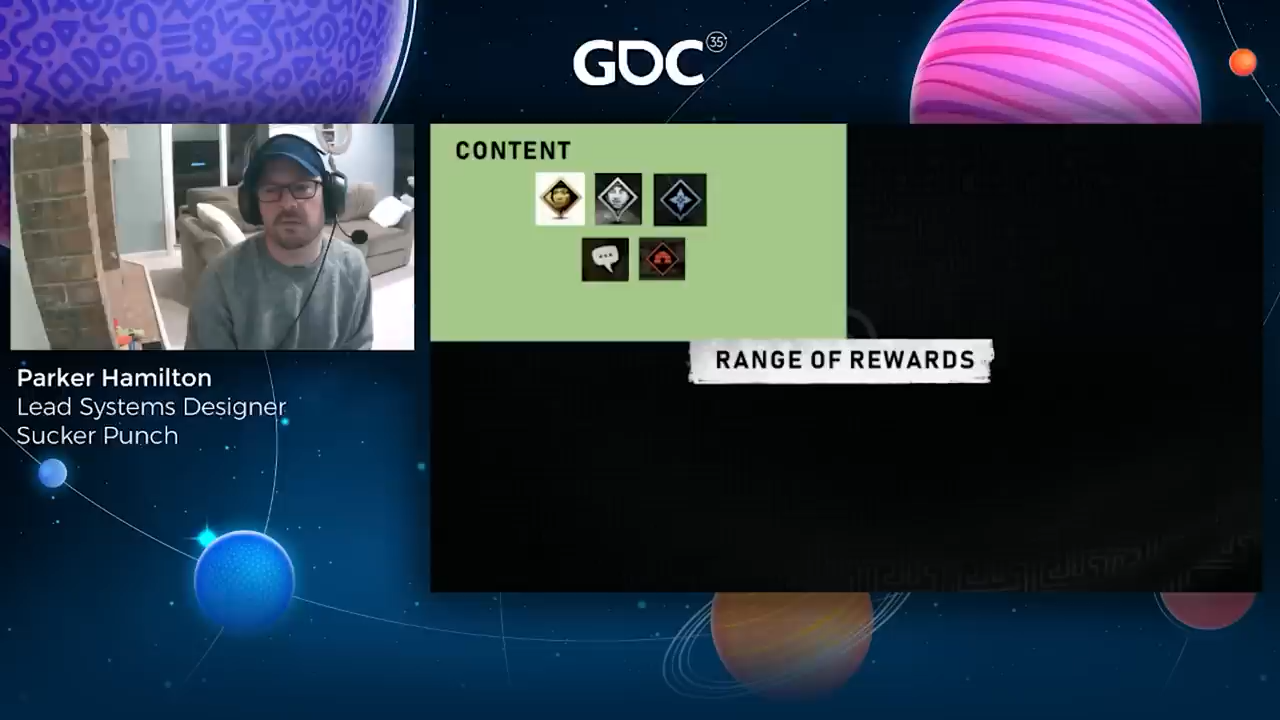 GDC 35
CONTENT
RANGE OF REWARDS
Parker Hamilton
Lead Systems Designer
Sucker Punch